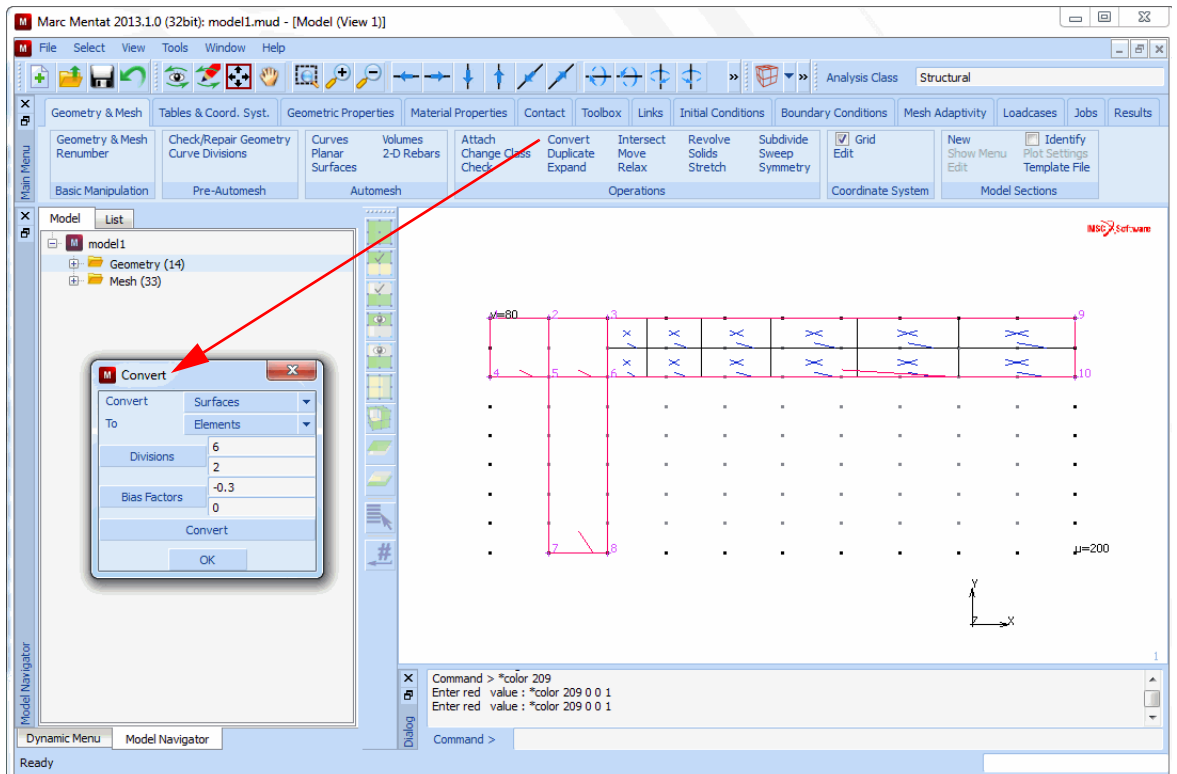 Marc Mentat 2013.1.0 (32bit): model1.mud - [Model (View 1)]
File Select View Tools Window Help
» » Analysis Class Structural
Geometry & Mesh Tables & Coord. Syst. Geometric Properties Material Properties Contact Toolbox Links Initial Conditions Boundary Conditions Mesh Adaptivity Loadcases Jobs Results
Main Menu
Geometry & Mesh Check/Repair Geometry Curves Volumes Attach Convert Intersect Revolve Subdivide Grid New Identify
Renumber Curve Divisions Planar 2-D Rebars Change Class Duplicate Move Solids Sweep Edit Show Menu Plot Settings
Surfaces Check Expand Relax Stretch Symmetry Edit Template File
Basic Manipulation Pre-Automesh Automesh Operations Coordinate System Model Sections
Model List
model1
Geometry (14)
Mesh (33)
MSC Software
v=80 2 3 9
4 5 6 10
7 8 μ=200
Y
Z X
1
Convert
Convert Surfaces
To Elements
Divisions 6
2
Bias Factors -0.3
0
Convert
OK
#
Model Navigator
Dialog
Command > *color 209
Enter red value : *color 209 0 0 1
Enter red value : *color 209 0 0 1
Command >
Dynamic Menu Model Navigator
Ready